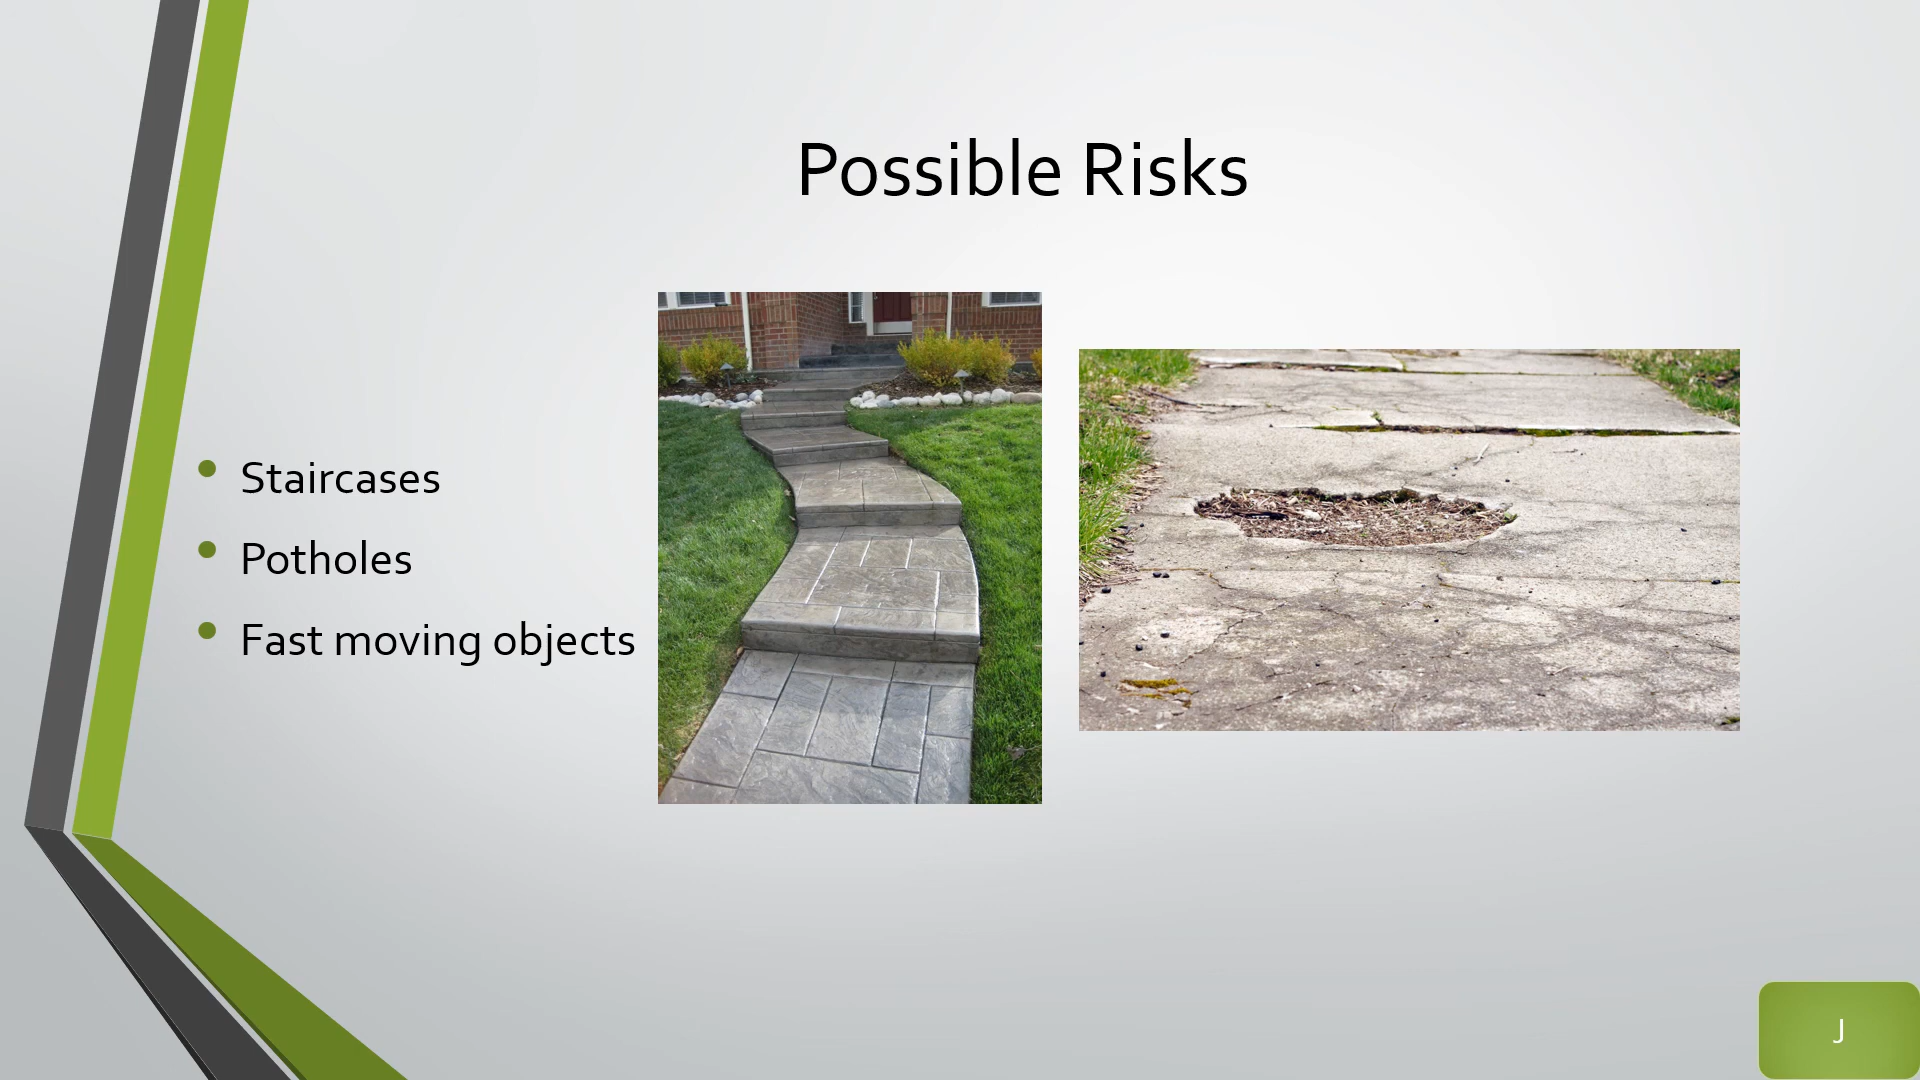 Possible Risks
Staircases
Potholes
Fast moving objects
J